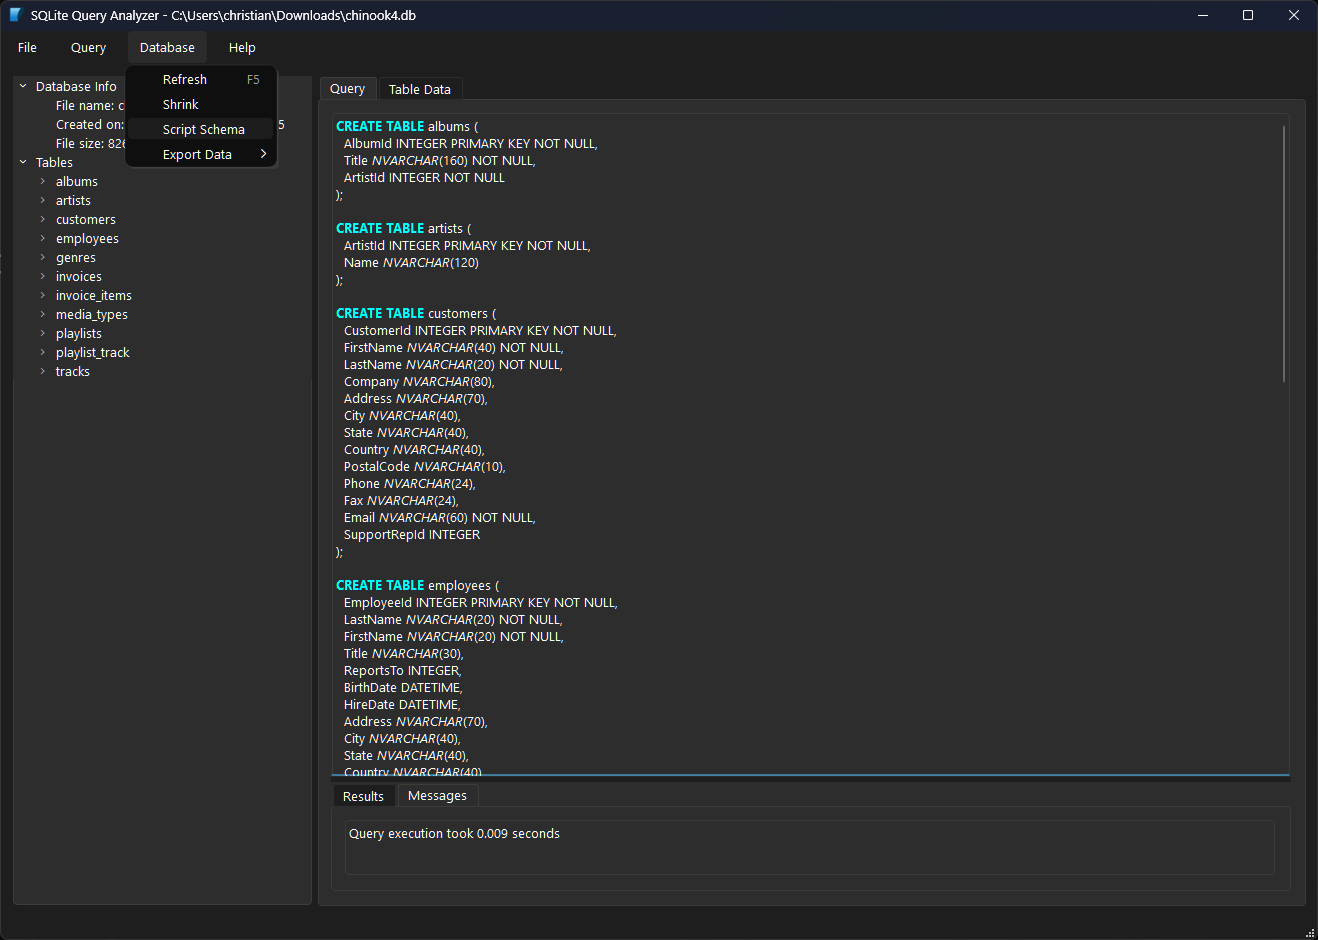 SQLite Query Analyzer - C:\Users\christian\Downloads\chinook4.db
File Query Database Help
Refresh F5
Shrink
Script Schema
Export Data
Database Info
File name:
Created on: 5
File size:
Tables
albums
artists
customers
employees
genres
invoices
invoice_items
media_types
playlists
playlist_track
tracks
Query Table Data
CREATE TABLE albums (
AlbumId INTEGER PRIMARY KEY NOT NULL,
Title NVARCHAR(160) NOT NULL,
ArtistId INTEGER NOT NULL
);
CREATE TABLE artists (
ArtistId INTEGER PRIMARY KEY NOT NULL,
Name NVARCHAR(120)
);
CREATE TABLE customers (
CustomerId INTEGER PRIMARY KEY NOT NULL,
FirstName NVARCHAR(40) NOT NULL,
LastName NVARCHAR(20) NOT NULL,
Company NVARCHAR(80),
Address NVARCHAR(70),
City NVARCHAR(40),
State NVARCHAR(40),
Country NVARCHAR(40),
PostalCode NVARCHAR(10),
Phone NVARCHAR(24),
Fax NVARCHAR(24),
Email NVARCHAR(60) NOT NULL,
SupportRepId INTEGER
);
CREATE TABLE employees (
EmployeeId INTEGER PRIMARY KEY NOT NULL,
LastName NVARCHAR(20) NOT NULL,
FirstName NVARCHAR(20) NOT NULL,
Title NVARCHAR(30),
ReportsTo INTEGER,
BirthDate DATETIME,
HireDate DATETIME,
Address NVARCHAR(70),
City NVARCHAR(40),
State NVARCHAR(40),
Country NVARCHAR(40)
Results Messages
Query execution took 0.009 seconds